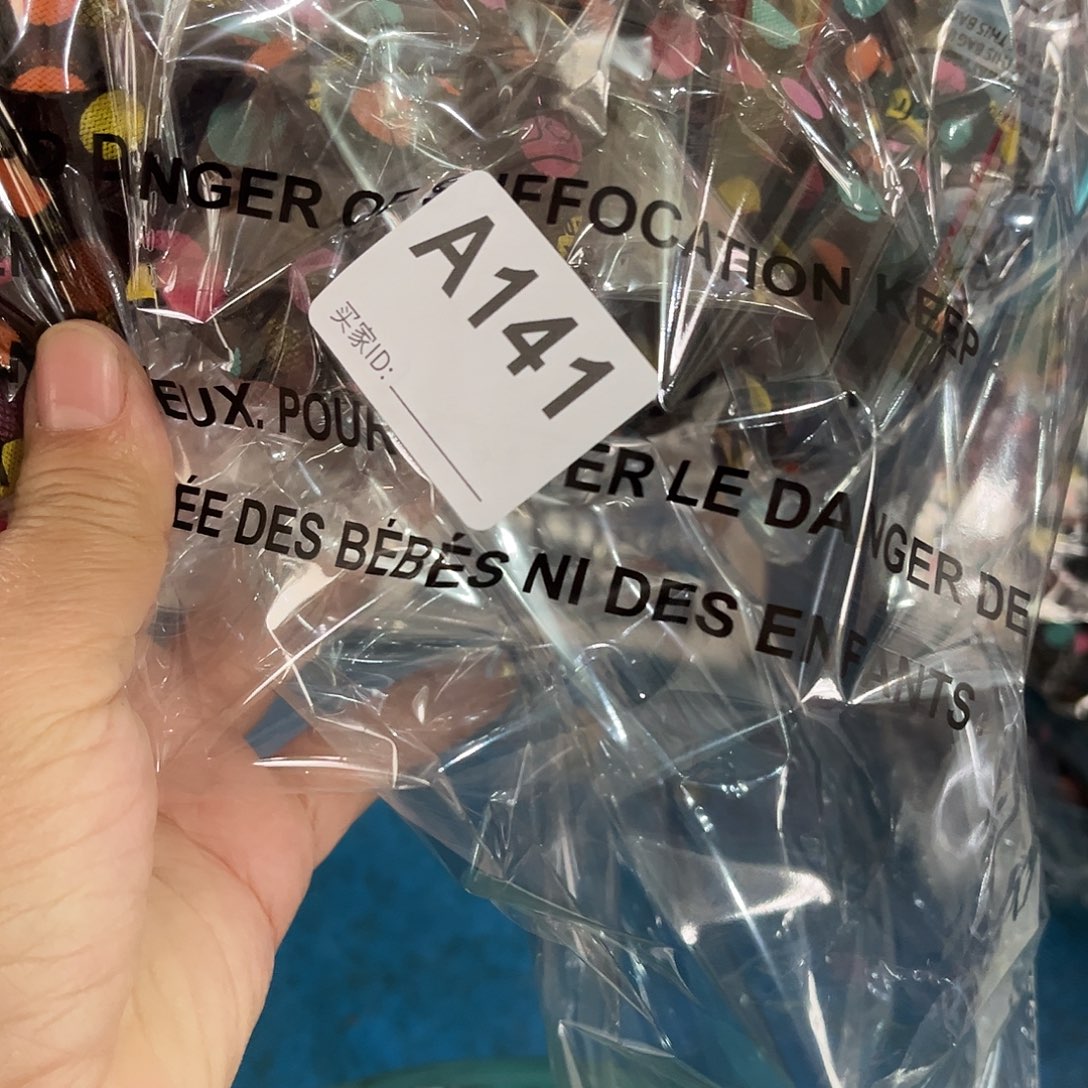 DANGER OF SUFFOCATION KEEP
A141
买家ID:
EUX. POUR ER LE DANGER DE
ÉE DES BÉBÉS NI DES ENFANTS